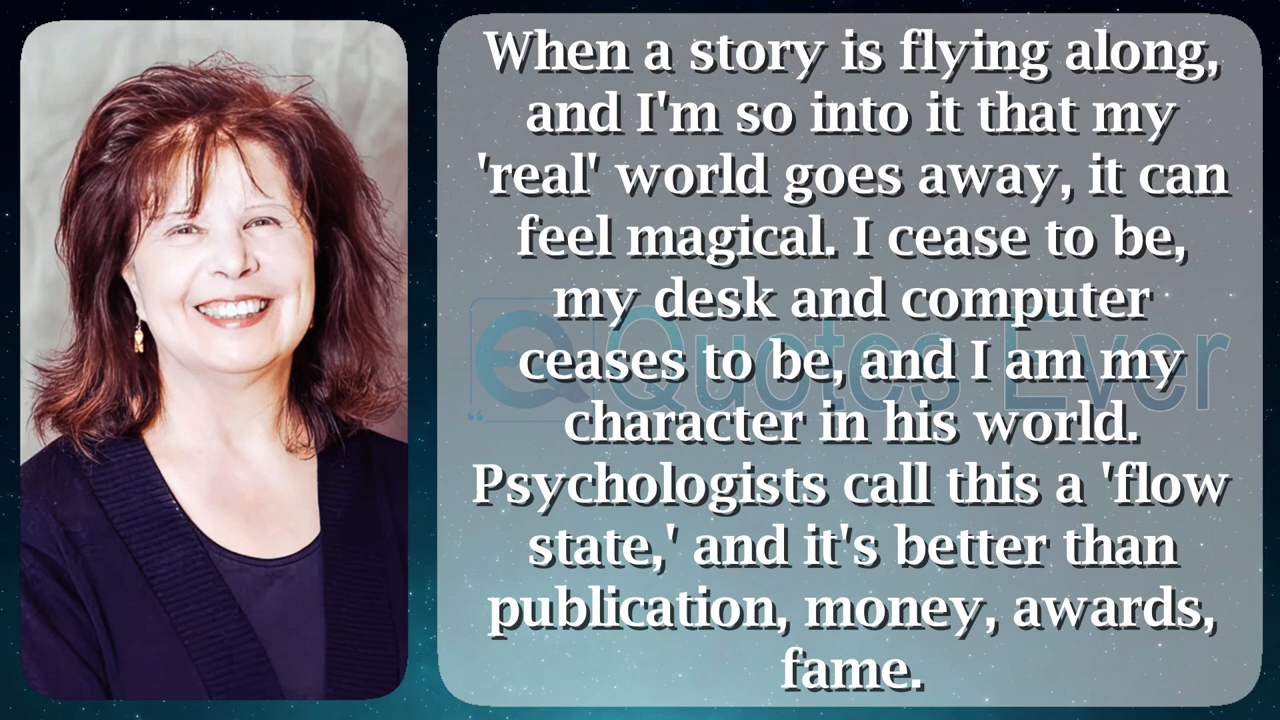 When a story is flying along,
and I'm so into it that my
'real' world goes away, it can
feel magical. I cease to be,
my desk and computer
ceases to be, and I am my
character in his world.
Psychologists call this a 'flow
state,' and it's better than
publication, money, awards,
fame.
Quotes Ever